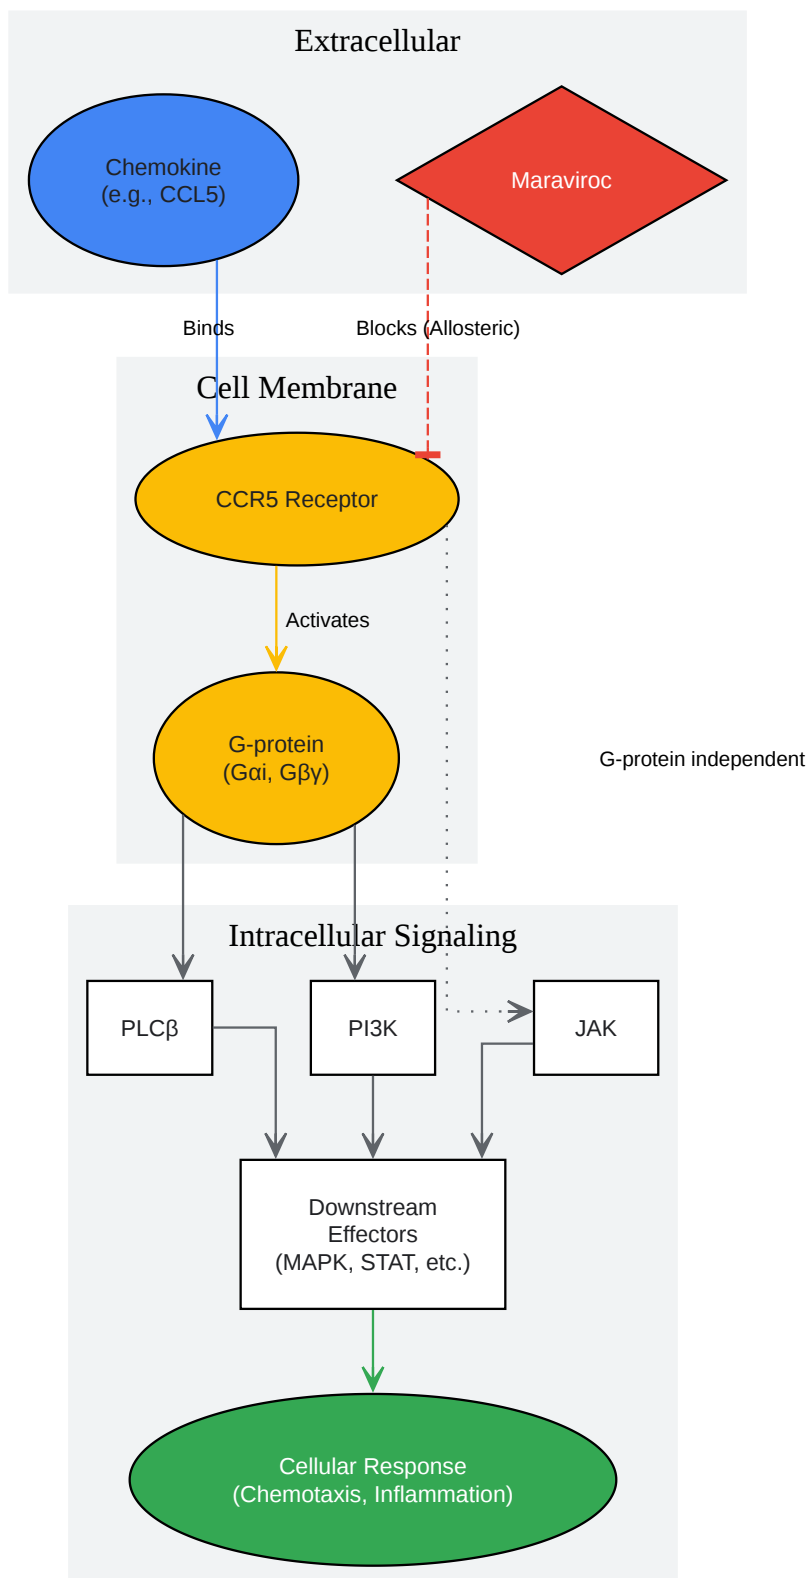 Extracellular
Chemokine
(e.g., CCL5)
Maraviroc
Binds
Blocks (Allosteric)
Cell Membrane
CCR5 Receptor
Activates
G-protein
(Gαi, Gβγ)
G-protein independent
Intracellular Signaling
PLCβ
PI3K
JAK
Downstream
Effectors
(MAPK, STAT, etc.)
Cellular Response
(Chemotaxis, Inflammation)